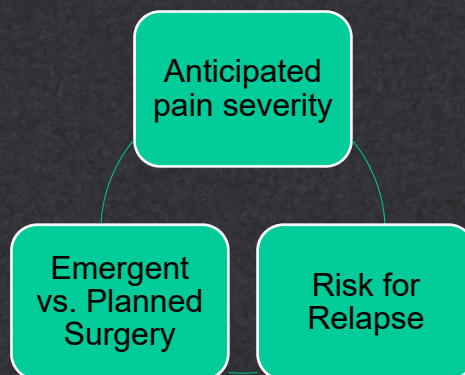 Anticipated
pain severity
Emergent
vs. Planned
Surgery
Risk for
Relapse